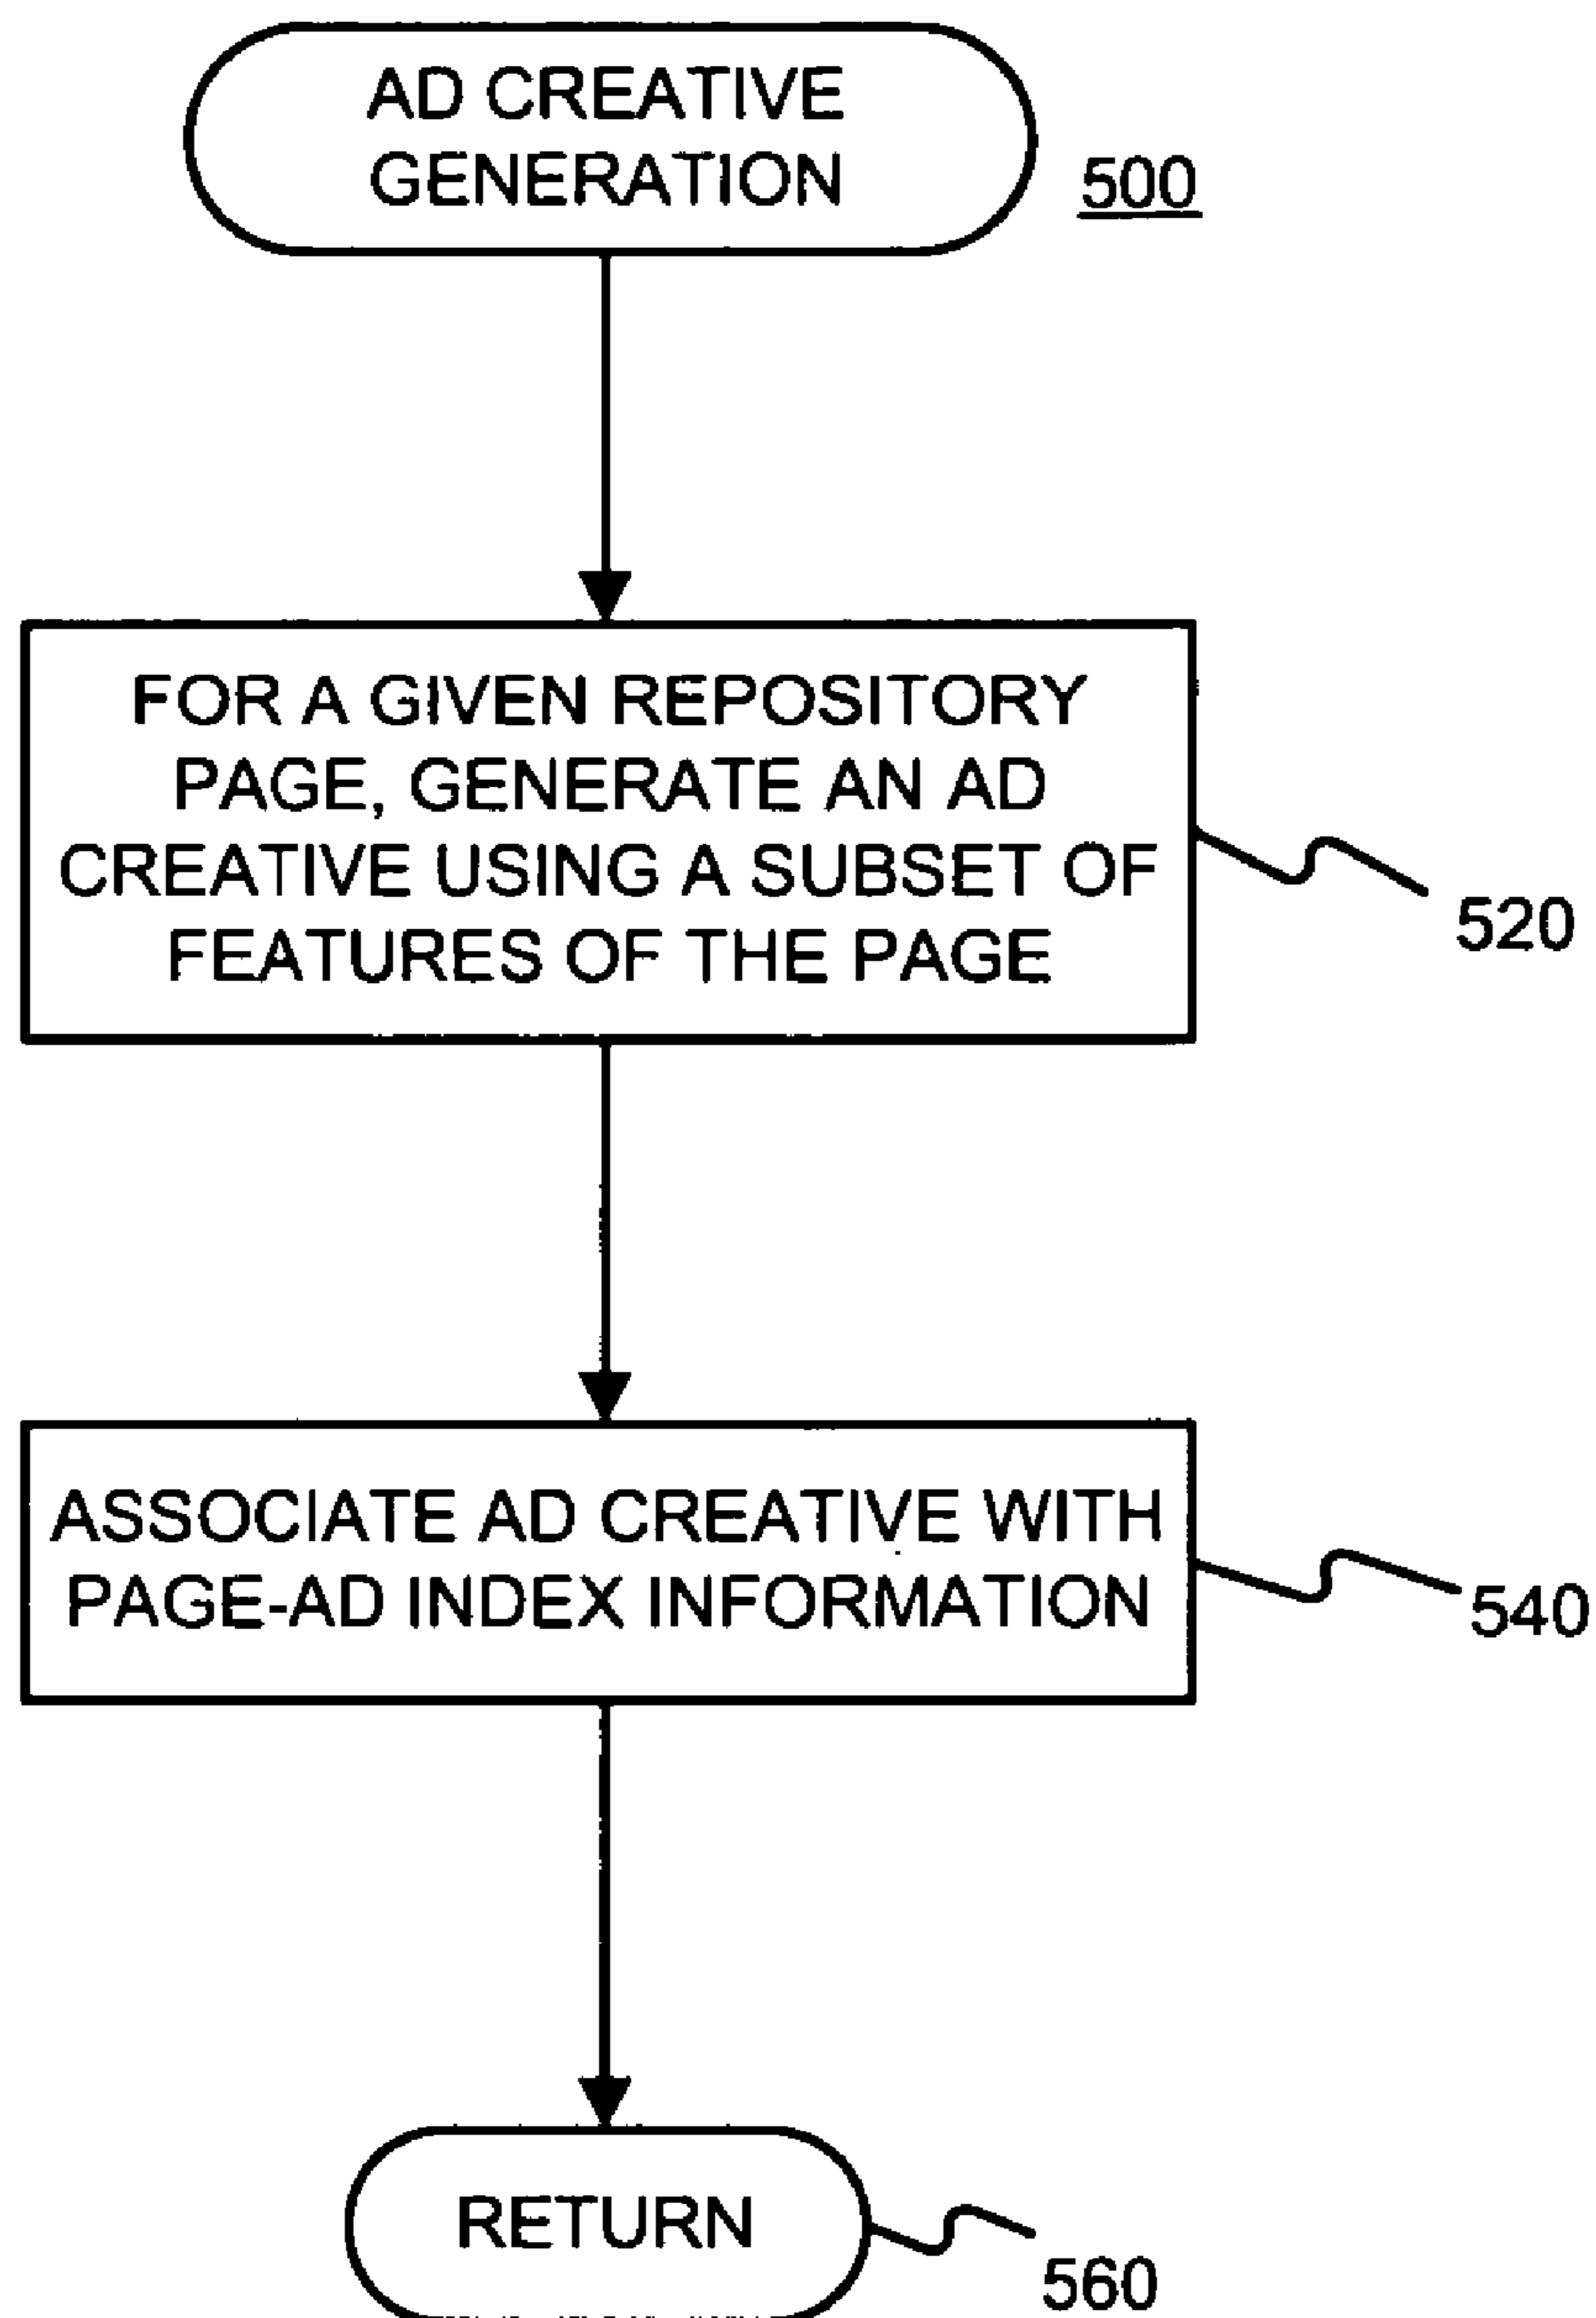 AD CREATIVE
GENERATION
500
FOR A GIVEN REPOSITORY
PAGE, GENERATE AN AD
CREATIVE USING A SUBSET OF
FEATURES OF THE PAGE
520
ASSOCIATE AD CREATIVE WITH
PAGE-AD INDEX INFORMATION
540
RETURN
560